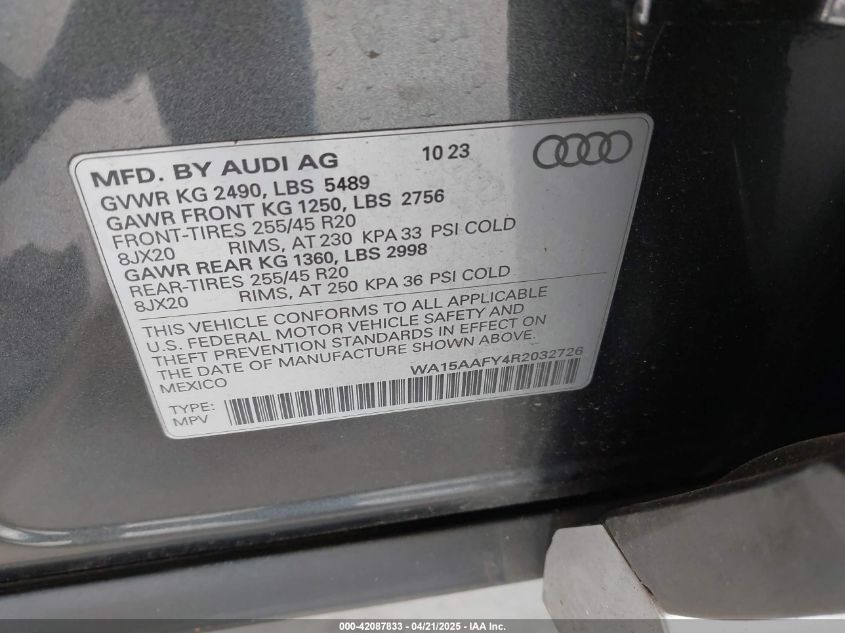 MFD. BY AUDI AG 10 23
GVWR KG 2490, LBS 5489
GAWR FRONT KG 1250, LBS 2756
FRONT-TIRES 255/45 R20
8JX20 RIMS, AT 230 KPA 33 PSI COLD
GAWR REAR KG 1360, LBS 2998
REAR-TIRES 255/45 R20
8JX20 RIMS, AT 250 KPA 36 PSI COLD
THIS VEHICLE CONFORMS TO ALL APPLICABLE
U.S. FEDERAL MOTOR VEHICLE SAFETY AND
THEFT PREVENTION STANDARDS IN EFFECT ON
THE DATE OF MANUFACTURE SHOWN ABOVE.
MEXICO WA15AAFY4R2032726
TYPE:
MPV
000-42087833 - 04/21/2025 - IAA Inc.